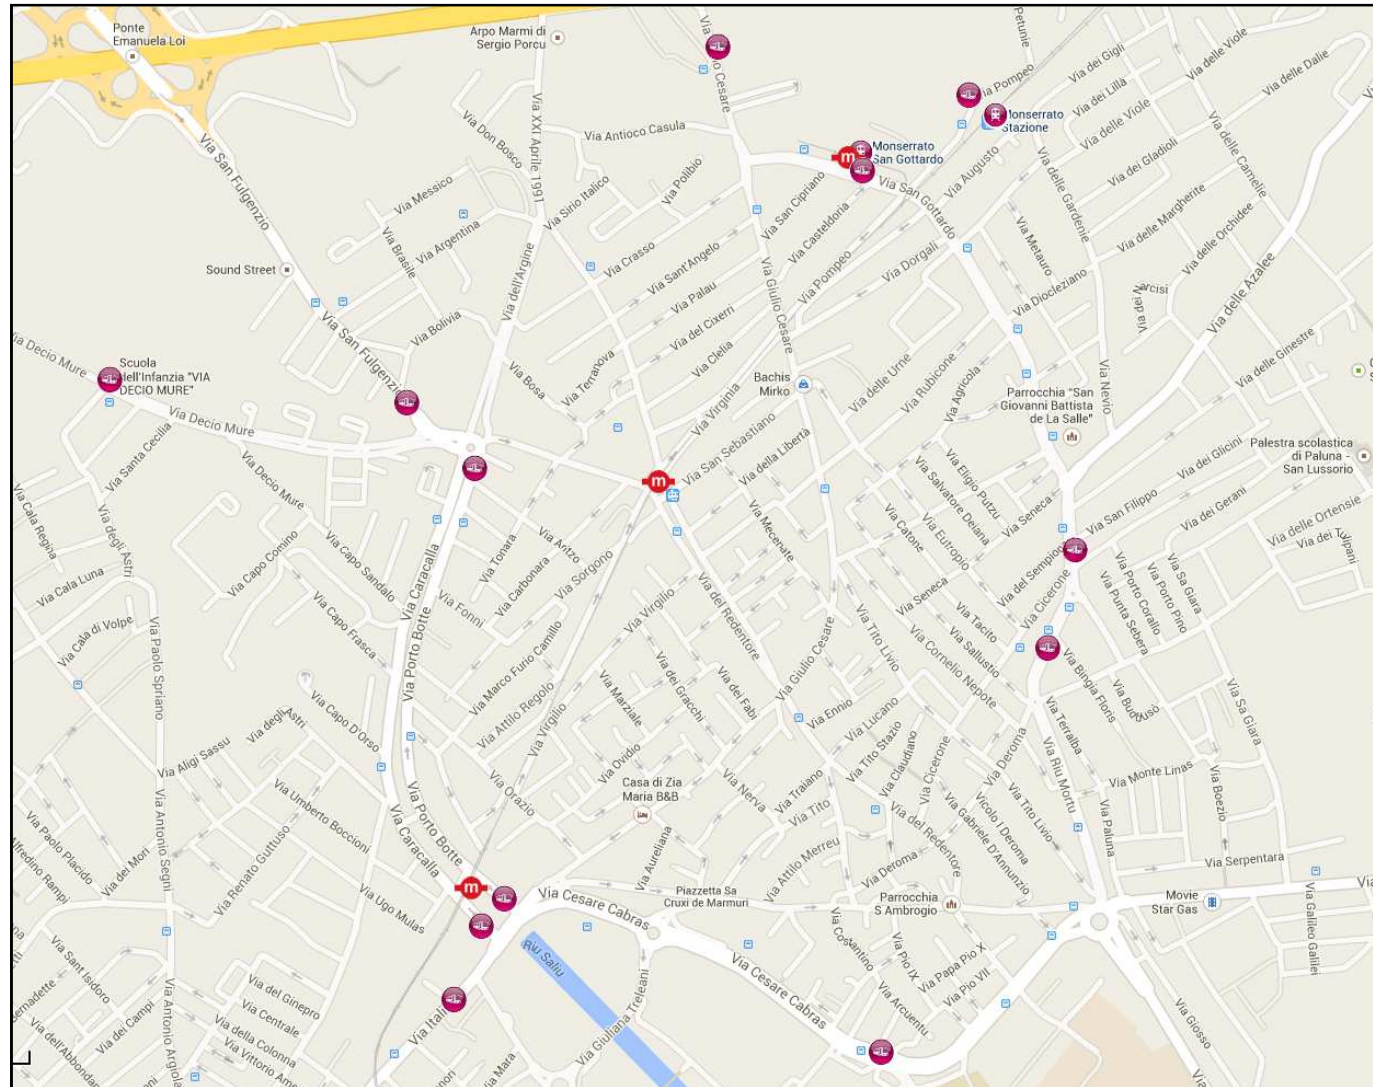 Ponte
Emanuela Loi
Arpo Marmi di
Sergio Porcu
Via Pompeo
Via dei Gigli
Via delle Viole
Via delle Dalie
Via dei Lillà
Via delle Viole
Monserrato
Stazione
Via Don Bosco
Via XXI Aprile 1991
Via Antioco Casula
Monserrato
San Gottardo
Via San Fulgenzio
Via Polibio
Via Augusto
Via dei Gladioli
Via delle Camelie
Via Messico
Via Sirio Italico
Via San Cipriano
Via San Gottardo
Via delle Gardenie
Via delle Margherite
Via Brasile
Via Argentina
Via Crasso
Via Sant'Angelo
Via Casteldoria
Via Metauro
Via delle Orchidee
Sound Street
Via dell'Argine
Via Palau
Via Giulio Cesare
Via Pompeo
Via Dorgali
Via Diocleziano
Via delle Azalee
Via San Fulgenzio
Via Bolivia
Via del Cixerri
Via Clelia
Via Decio Mure
Scuola
dell'Infanzia "VIA
DECIO MURE"
Via Bosa
Via Terranova
Bachis
Mirko
Via delle Urne
Via Rubicone
Via Agricola
Via Nevio
Via delle Ginestre
Parrocchia "San
Giovanni Battista
de La Salle"
Via Decio Mure
Via Virginia
Via San Sebastiano
Via della Libertà
Palestra scolastica
di Paluna -
San Lussorio
Via Santa Cecilia
Via Decio Mure
Via Eligio Putzu
Via Salvatore Deiana
Via Seneca
Via San Filippo
Via dei Glicini
Via dei Gerani
Via Cala Regina
Via degli Astri
Via Mecenate
Via Catone
Via Eutropio
Via delle Ortensie
Via Capo Comino
Via Capo Sandalo
Via Caracalla
Via Tonara
Via Aritzo
Via Carbonara
Via Sorgono
Via del Sempione
Via Cala Luna
Via Capo Frasca
Via Fonni
Via Virgilio
Via del Redentore
Via Seneca
Via Cicerone
Via Porto Corallo
Via Porto Pino
Via Sa Giara
Via Punta Sebera
Via Cala di Volpe
Via Paolo Spriano
Via Porto Botte
Via Marco Furio Camillo
Via Tito Livio
Via Tacito
Via Sallustio
Via Cornelio Nepote
Via Attilio Regolo
Via Marziale
Via dei Gracchi
Via dei Fabi
Via Giulio Cesare
Via Bingia Floris
Via Sa Giara
Via Capo D'Orso
Via Virgilio
Via Ennio
Via Lucano
Via Terralba
Via Aligi Sassu
Via Ovidio
Via Tito Stazio
Via Claudiano
Via Cicerone
Via Deroma
Via Riu Mortu
Via Monte Linas
Via Umberto Boccioni
Via Orazio
Casa di Zia
Maria B&B
Via Nerva
Via Traiano
Via Tito
Via Boezio
Via Paolo Placido
Via Antonio Segni
Via Renato Guttuso
Via Caracalla
Via Porto Botte
Via del Redentore
Via Gabriele D'Annunzio
Vicolo I Deroma
Via Tito Livio
Via Paluna
Via dei Mori
Via Aureliana
Via Attilio Merreu
Via Deroma
Via Serpentara
Via Ugo Mulas
Via Cesare Cabras
Piazzetta Sa
Cruxi de Marmuri
Parrocchia
S Ambrogio
Movie
Star Gas
Via Galileo Galilei
Riu Saliu
Via Costantino
Via Pio IX
Via Papa Pio X
Via Pio VII
Via Sant Isidoro
Via del Ginepro
Via Centrale
Via Cesare Cabras
Via Arcuentu
Via dei Campi
Via della Colonna
Via Giuliana Treleani
Via Giosso
Via Mara